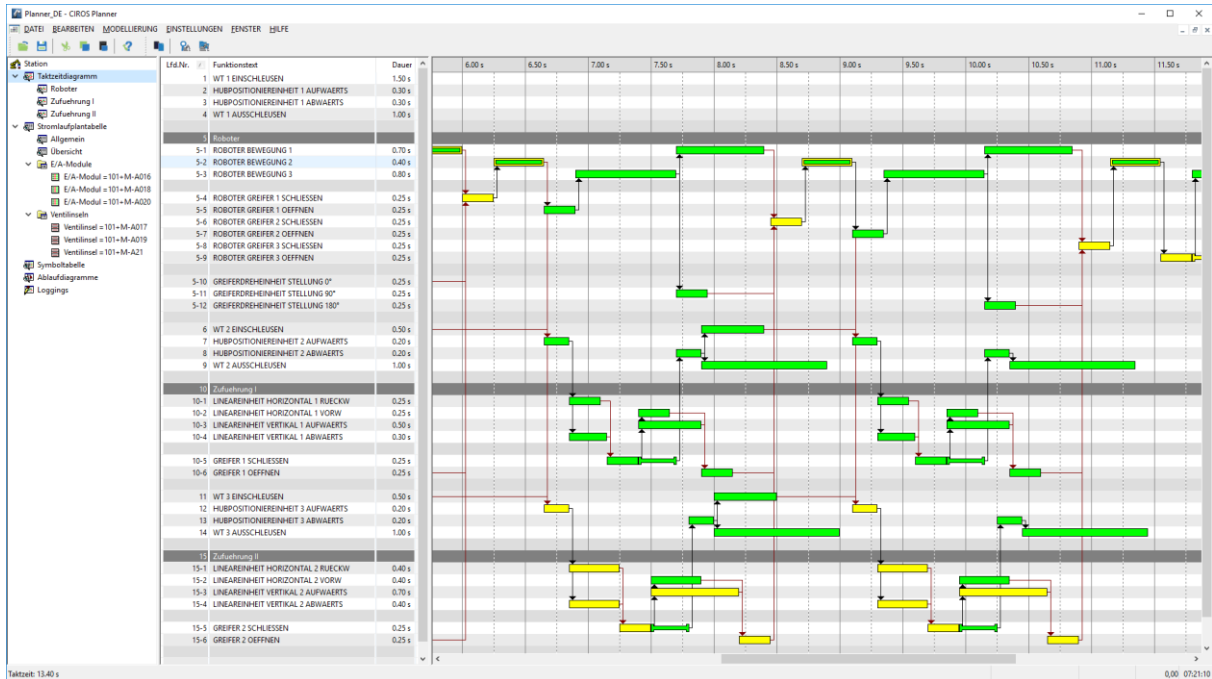 Planner_DE - CIROS Planner
DATEI BEARBEITEN MODELLIERUNG EINSTELLUNGEN FENSTER HILFE
Station
Taktzeitdiagramm
Roboter
Zufuehrung I
Zufuehrung II
Stromlaufplantabelle
Allgemein
Übersicht
E/A-Module
E/A-Modul =101+M-A016
E/A-Modul =101+M-A018
E/A-Modul =101+M-A020
Ventilinseln
Ventilinsel =101+M-A017
Ventilinsel =101+M-A019
Ventilinsel =101+M-A21
Symboltabelle
Ablaufdiagramme
Loggings
Lfd.Nr. Funktionstext Dauer 6.00 s 6.50 s 7.00 s 7.50 s 8.00 s 8.50 s 9.00 s 9.50 s 10.00 s 10.50 s 11.00 s 11.50 s
1 WT 1 EINSCHLEUSEN 1.50 s
2 HUBPOSITIONIEREINHEIT 1 AUFWAERTS 0.30 s
3 HUBPOSITIONIEREINHEIT 1 ABWAERTS 0.30 s
4 WT 1 AUSSCHLEUSEN 1.00 s
5 Roboter
5-1 ROBOTER BEWEGUNG 1 0.70 s
5-2 ROBOTER BEWEGUNG 2 0.40 s
5-3 ROBOTER BEWEGUNG 3 0.80 s
5-4 ROBOTER GREIFER 1 SCHLIESSEN 0.25 s
5-5 ROBOTER GREIFER 1 OEFFNEN 0.25 s
5-6 ROBOTER GREIFER 2 SCHLIESSEN 0.25 s
5-7 ROBOTER GREIFER 2 OEFFNEN 0.25 s
5-8 ROBOTER GREIFER 3 SCHLIESSEN 0.25 s
5-9 ROBOTER GREIFER 3 OEFFNEN 0.25 s
5-10 GREIFERDREHEINHEIT STELLUNG 0° 0.25 s
5-11 GREIFERDREHEINHEIT STELLUNG 90° 0.25 s
5-12 GREIFERDREHEINHEIT STELLUNG 180° 0.25 s
6 WT 2 EINSCHLEUSEN 0.50 s
7 HUBPOSITIONIEREINHEIT 2 AUFWAERTS 0.20 s
8 HUBPOSITIONIEREINHEIT 2 ABWAERTS 0.20 s
9 WT 2 AUSSCHLEUSEN 1.00 s
10 Zufuehrung I
10-1 LINEAREINHEIT HORIZONTAL 1 RUECKW 0.25 s
10-2 LINEAREINHEIT HORIZONTAL 1 VORW 0.25 s
10-3 LINEAREINHEIT VERTIKAL 1 AUFWAERTS 0.50 s
10-4 LINEAREINHEIT VERTIKAL 1 ABWAERTS 0.30 s
10-5 GREIFER 1 SCHLIESSEN 0.25 s
10-6 GREIFER 1 OEFFNEN 0.25 s
11 WT 3 EINSCHLEUSEN 0.50 s
12 HUBPOSITIONIEREINHEIT 3 AUFWAERTS 0.20 s
13 HUBPOSITIONIEREINHEIT 3 ABWAERTS 0.20 s
14 WT 3 AUSSCHLEUSEN 1.00 s
15 Zufuehrung II
15-1 LINEAREINHEIT HORIZONTAL 2 RUECKW 0.40 s
15-2 LINEAREINHEIT HORIZONTAL 2 VORW 0.40 s
15-3 LINEAREINHEIT VERTIKAL 2 AUFWAERTS 0.70 s
15-4 LINEAREINHEIT VERTIKAL 2 ABWAERTS 0.40 s
15-5 GREIFER 2 SCHLIESSEN 0.25 s
15-6 GREIFER 2 OEFFNEN 0.25 s
Taktzeit: 13.40 s 0,00 07:21:10